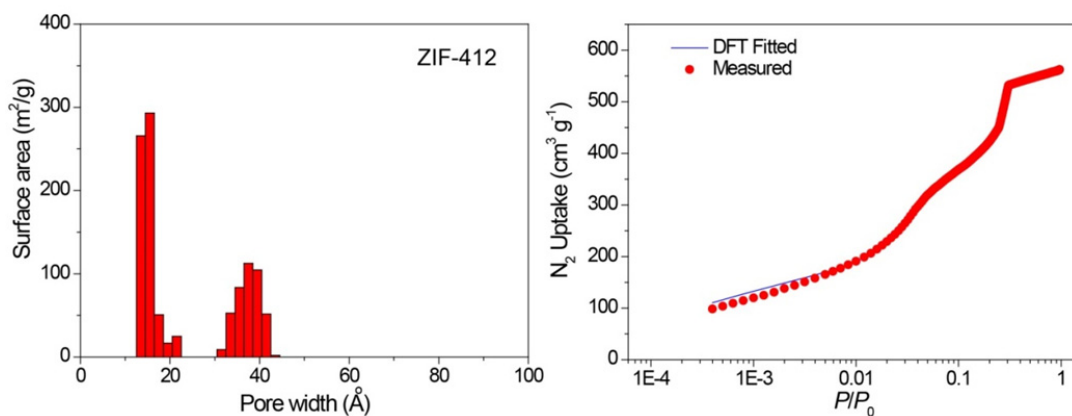 400
300
200
100
0
0 20 40 60 80 100
Surface area (m²/g)
Pore width (Å)
ZIF-412
600
500
400
300
200
100
0
1E-4 1E-3 0.01 0.1 1
N₂ Uptake (cm³ g⁻¹)
P/P₀
DFT Fitted
Measured